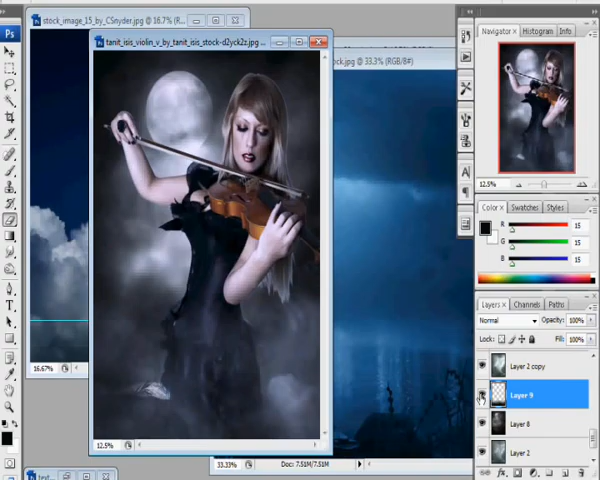 stock_image_15_by_CSnyder.jpg @ 16.7% (R...
tanit_isis_violin_v_by_tanit_isis_stock-d2yck2z.jpg ...
ck.jpg @ 33.3% (RGB/8#)
Ps
Navigator
Histogram
Info
12.5%
Color
Swatches
Styles
R
15
G
15
B
15
Layers
Channels
Paths
Normal
Opacity:
100%
Lock:
Fill:
100%
Layer 2 copy
Layer 9
Layer 8
Layer 2
16.67%
12.5%
33.33%
Doc: 7.51M/7.51M